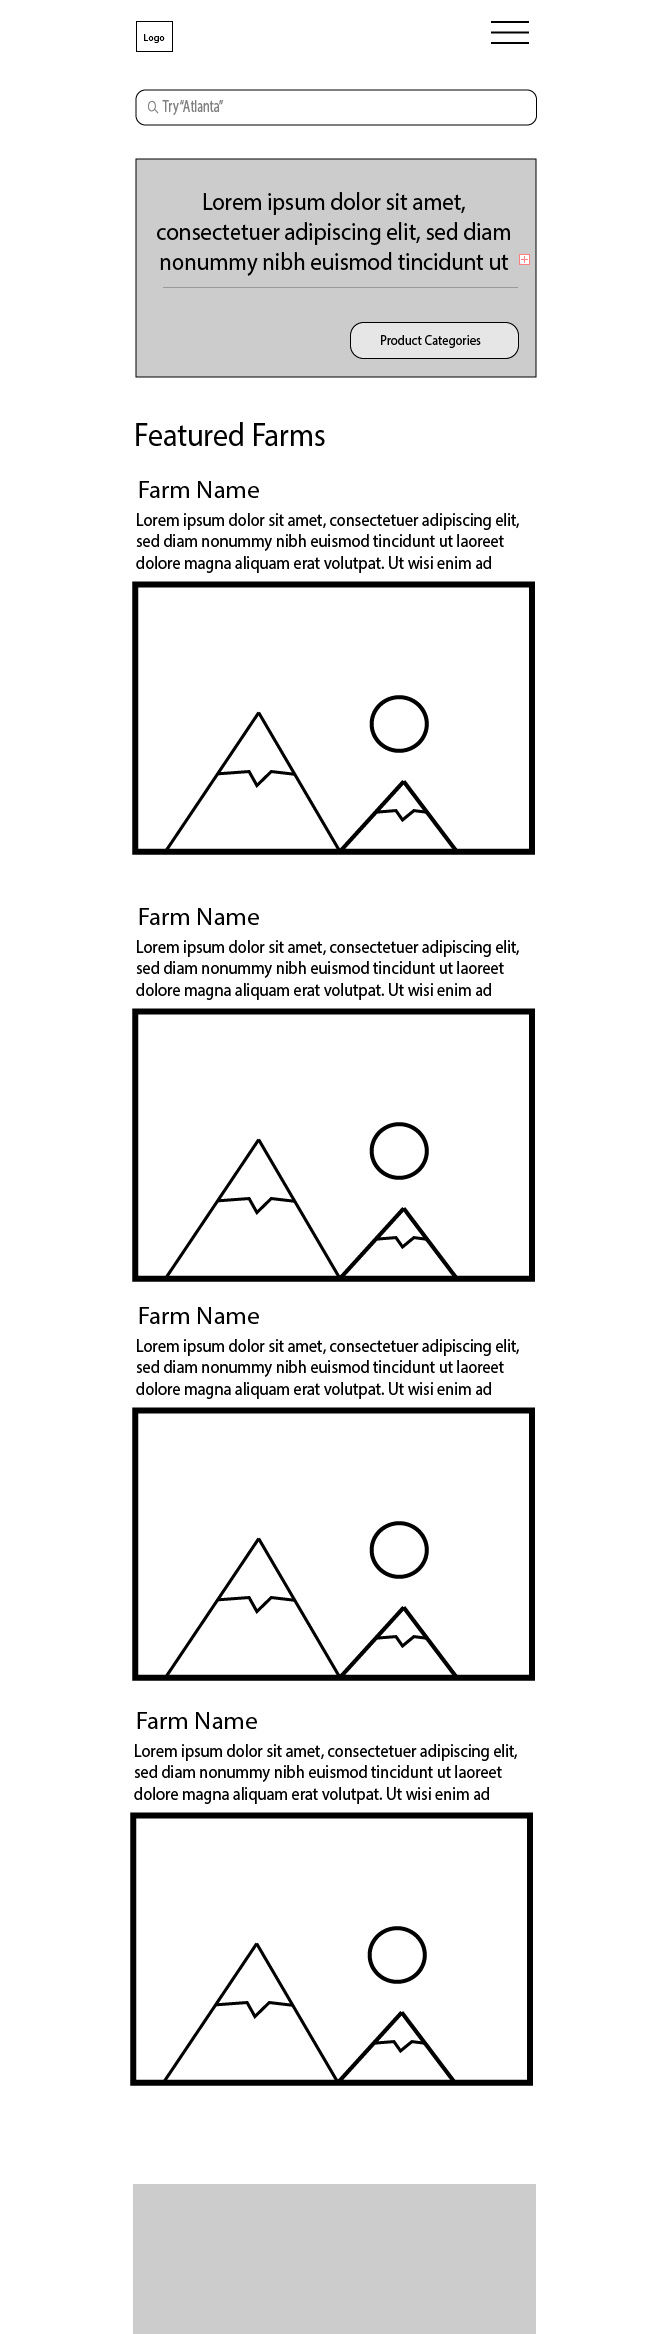 Logo
Try “Atlanta”
Lorem ipsum dolor sit amet,
consectetuer adipiscing elit, sed diam
nonummy nibh euismod tincidunt ut
Product Categories
Featured Farms
Farm Name
Lorem ipsum dolor sit amet, consectetuer adipiscing elit,
sed diam nonummy nibh euismod tincidunt ut laoreet
dolore magna aliquam erat volutpat. Ut wisi enim ad
Farm Name
Lorem ipsum dolor sit amet, consectetuer adipiscing elit,
sed diam nonummy nibh euismod tincidunt ut laoreet
dolore magna aliquam erat volutpat. Ut wisi enim ad
Farm Name
Lorem ipsum dolor sit amet, consectetuer adipiscing elit,
sed diam nonummy nibh euismod tincidunt ut laoreet
dolore magna aliquam erat volutpat. Ut wisi enim ad
Farm Name
Lorem ipsum dolor sit amet, consectetuer adipiscing elit,
sed diam nonummy nibh euismod tincidunt ut laoreet
dolore magna aliquam erat volutpat. Ut wisi enim ad